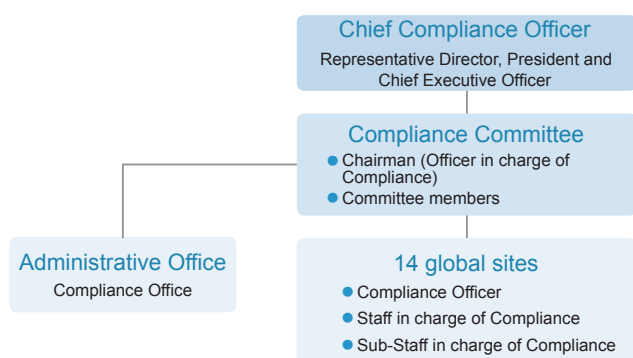 Chief Compliance Officer
Representative Director, President and
Chief Executive Officer
Compliance Committee
● Chairman (Officer in charge of
Compliance)
● Committee members
Administrative Office
Compliance Office
14 global sites
● Compliance Officer
● Staff in charge of Compliance
● Sub-Staff in charge of Compliance